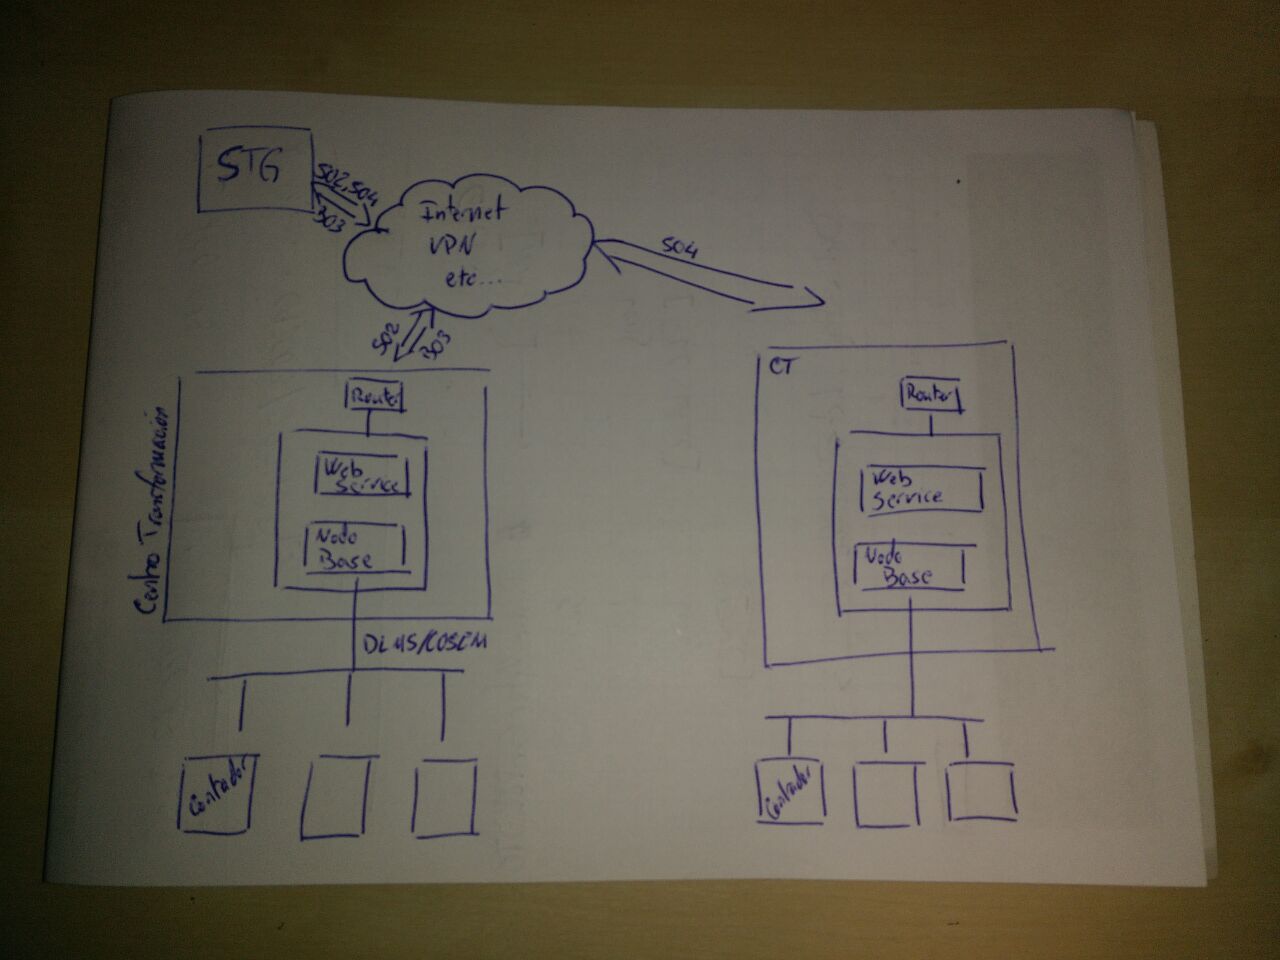 STG
S02, S04
S03
Internet
VPN
etc...
S04
S02
S03
Centro Transformación
Router
Web
Service
Nodo
Base
DLMS/COSEM
Contador
CT
Router
Web
Service
Nodo
Base
Contador